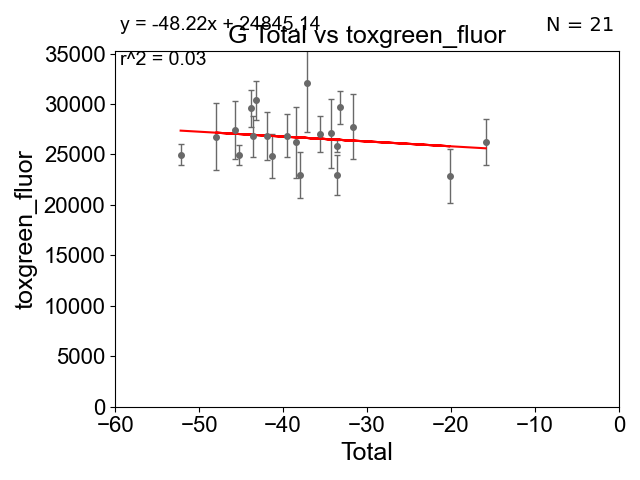 y = -48.22x + 24845.14
N = 21
G Total vs toxgreen_fluor
r^2 = 0.03
35000
30000
25000
20000
15000
10000
5000
0
toxgreen_fluor
−60 −50 −40 −30 −20 −10 0
Total